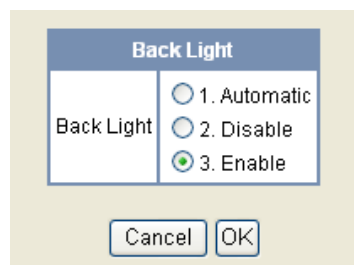 Back Light
Back Light
1. Automatic
2. Disable
3. Enable
Cancel OK